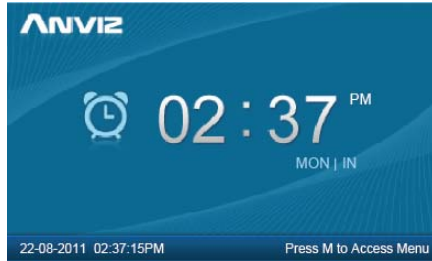 ANVIZ
02:37 PM
MON | IN
22-08-2011 02:37:15PM Press M to Access Menu